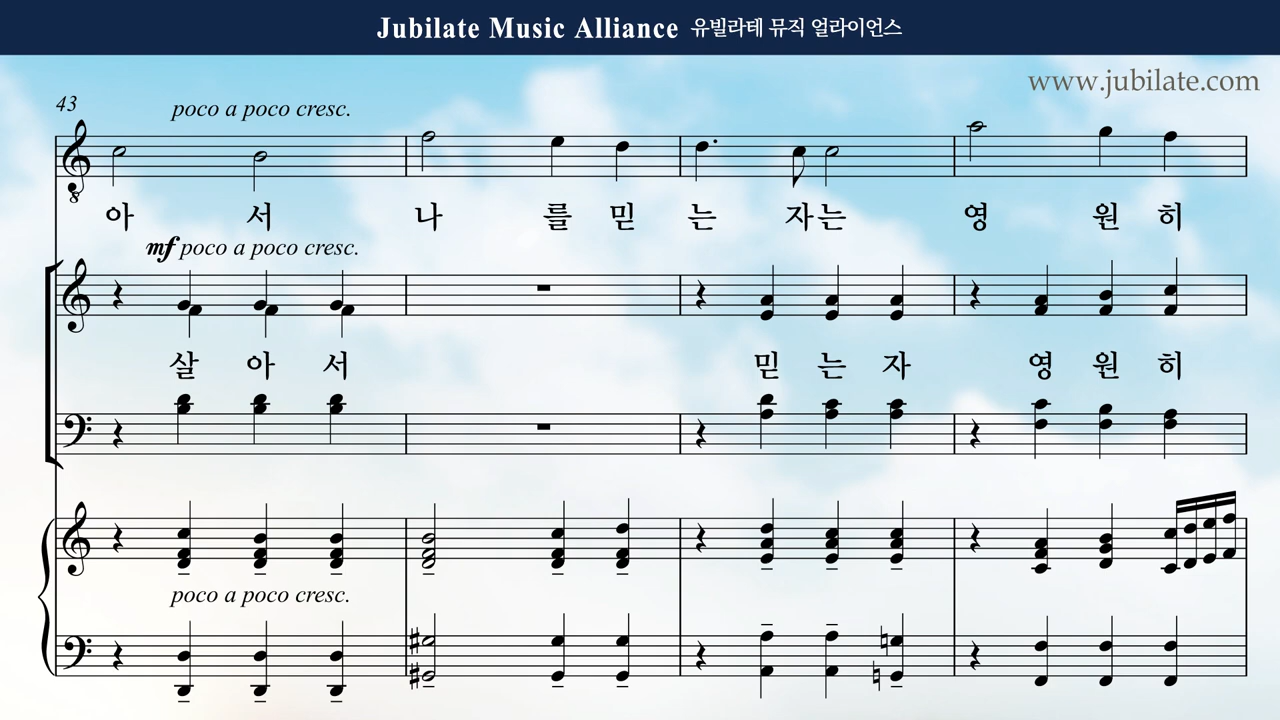 Jubilate Music Alliance 유빌라테 뮤직 얼라이언스
www.jubilate.com
43
poco a poco cresc.
아 서 나 를 믿 는 자는 영 원 히
mf poco a poco cresc.
살 아 서 믿 는 자 영 원 히
poco a poco cresc.